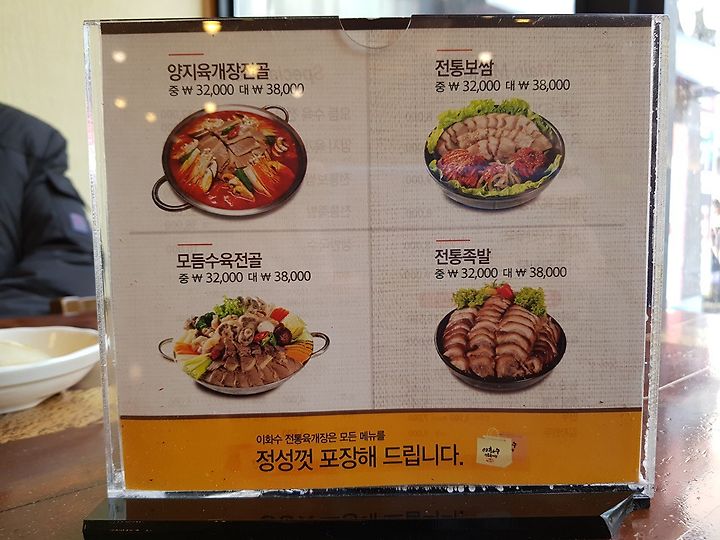 양지육개장전골
중 ₩ 32,000 대 ₩ 38,000
전통보쌈
중 ₩ 32,000 대 ₩ 38,000
모듬수육전골
중 ₩ 32,000 대 ₩ 38,000
전통족발
중 ₩ 32,000 대 ₩ 38,000
이화수 전통육개장은 모든 메뉴를
정성껏 포장해 드립니다.